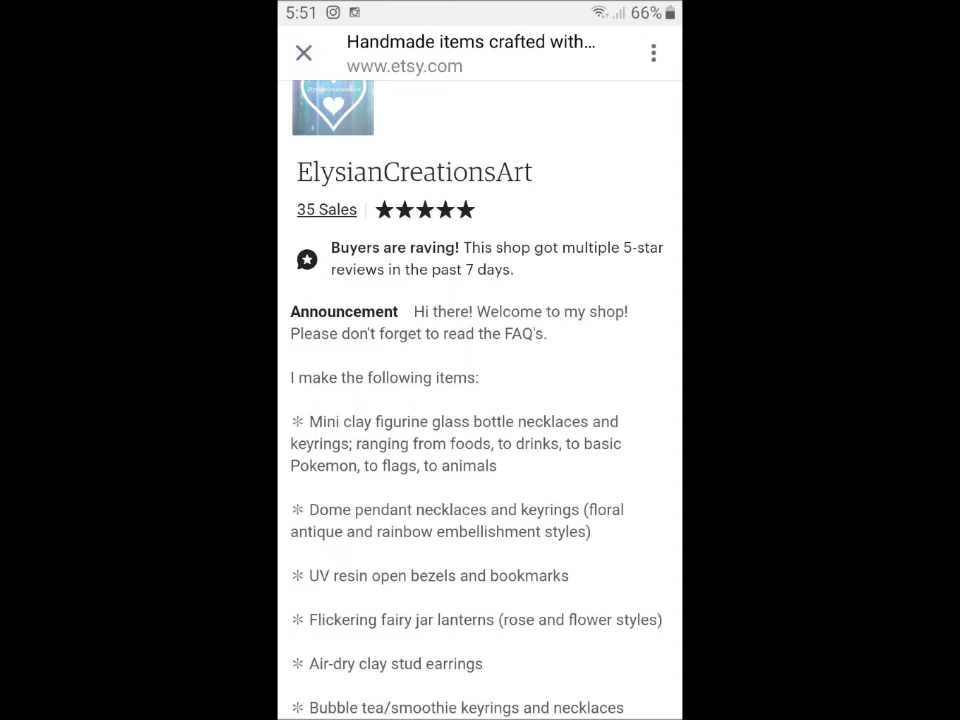 5:51 66%
Handmade items crafted with...
www.etsy.com
ElysianCreationsArt
ElysianCreationsArt
35 Sales
Buyers are raving! This shop got multiple 5-star
reviews in the past 7 days.
Announcement Hi there! Welcome to my shop!
Please don't forget to read the FAQ's.
I make the following items:
✼ Mini clay figurine glass bottle necklaces and
keyrings; ranging from foods, to drinks, to basic
Pokemon, to flags, to animals
✼ Dome pendant necklaces and keyrings (floral
antique and rainbow embellishment styles)
✼ UV resin open bezels and bookmarks
✼ Flickering fairy jar lanterns (rose and flower styles)
✼ Air-dry clay stud earrings
✼ Bubble tea/smoothie keyrings and necklaces